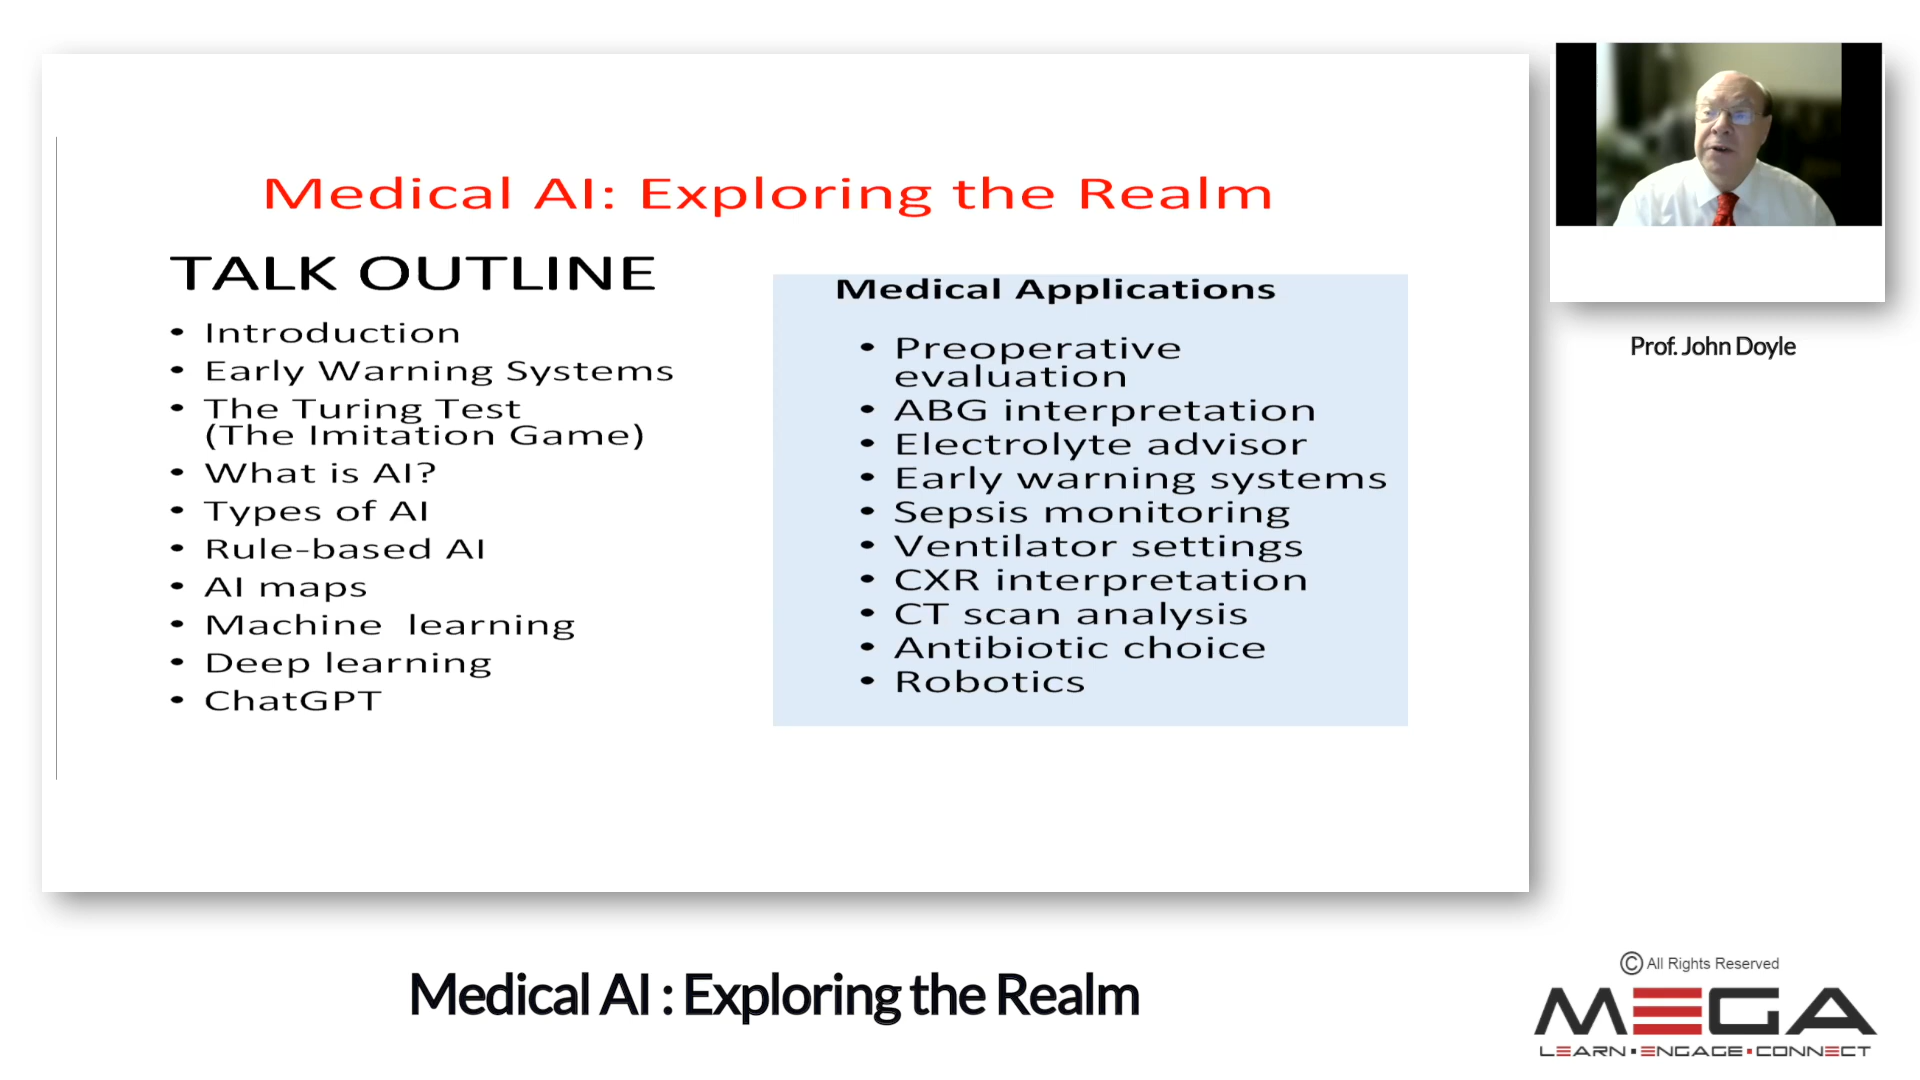 Medical AI: Exploring the Realm
TALK OUTLINE
• Introduction
• Early Warning Systems
• The Turing Test
(The Imitation Game)
• What is AI?
• Types of AI
• Rule-based AI
• AI maps
• Machine learning
• Deep learning
• ChatGPT
Medical Applications
• Preoperative
evaluation
• ABG interpretation
• Electrolyte advisor
• Early warning systems
• Sepsis monitoring
• Ventilator settings
• CXR interpretation
• CT scan analysis
• Antibiotic choice
• Robotics
Prof. John Doyle
Medical AI : Exploring the Realm
© All Rights Reserved
MEGA
LEARN▪ENGAGE▪CONNECT